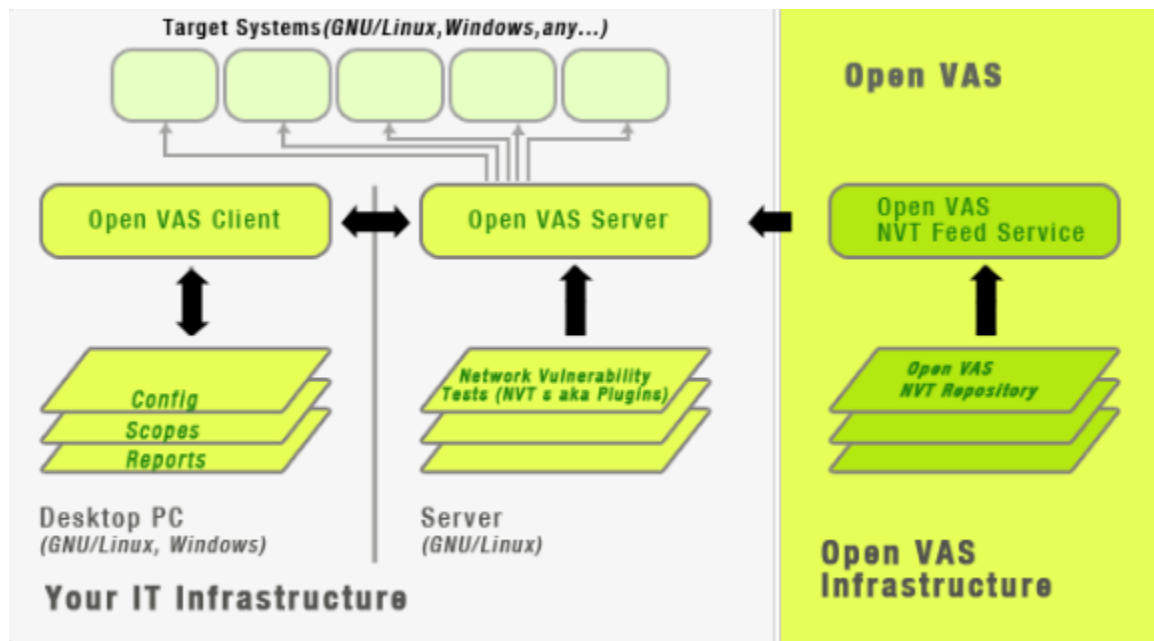 Target Systems(GNU/Linux,Windows,any...)
Open VAS
Open VAS Client
Open VAS Server
Open VAS
NVT Feed Service
Config
Scopes
Reports
Network Vulnerability
Tests (NVT s aka Plugins)
Open VAS
NVT Repository
Desktop PC
(GNU/Linux, Windows)
Server
(GNU/Linux)
Your IT Infrastructure
Open VAS
Infrastructure